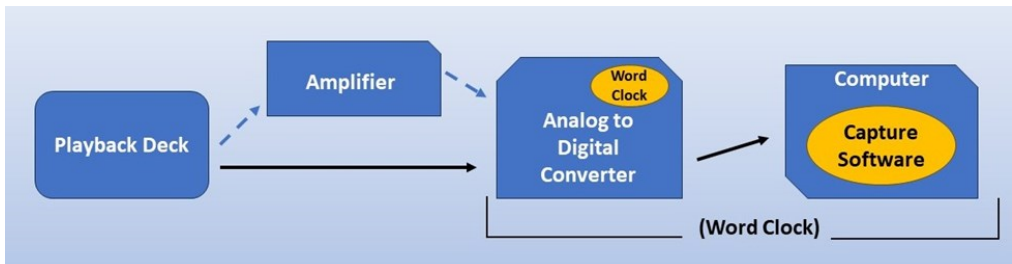 Playback Deck
Amplifier
Word
Clock
Analog to
Digital
Converter
Computer
Capture
Software
(Word Clock)